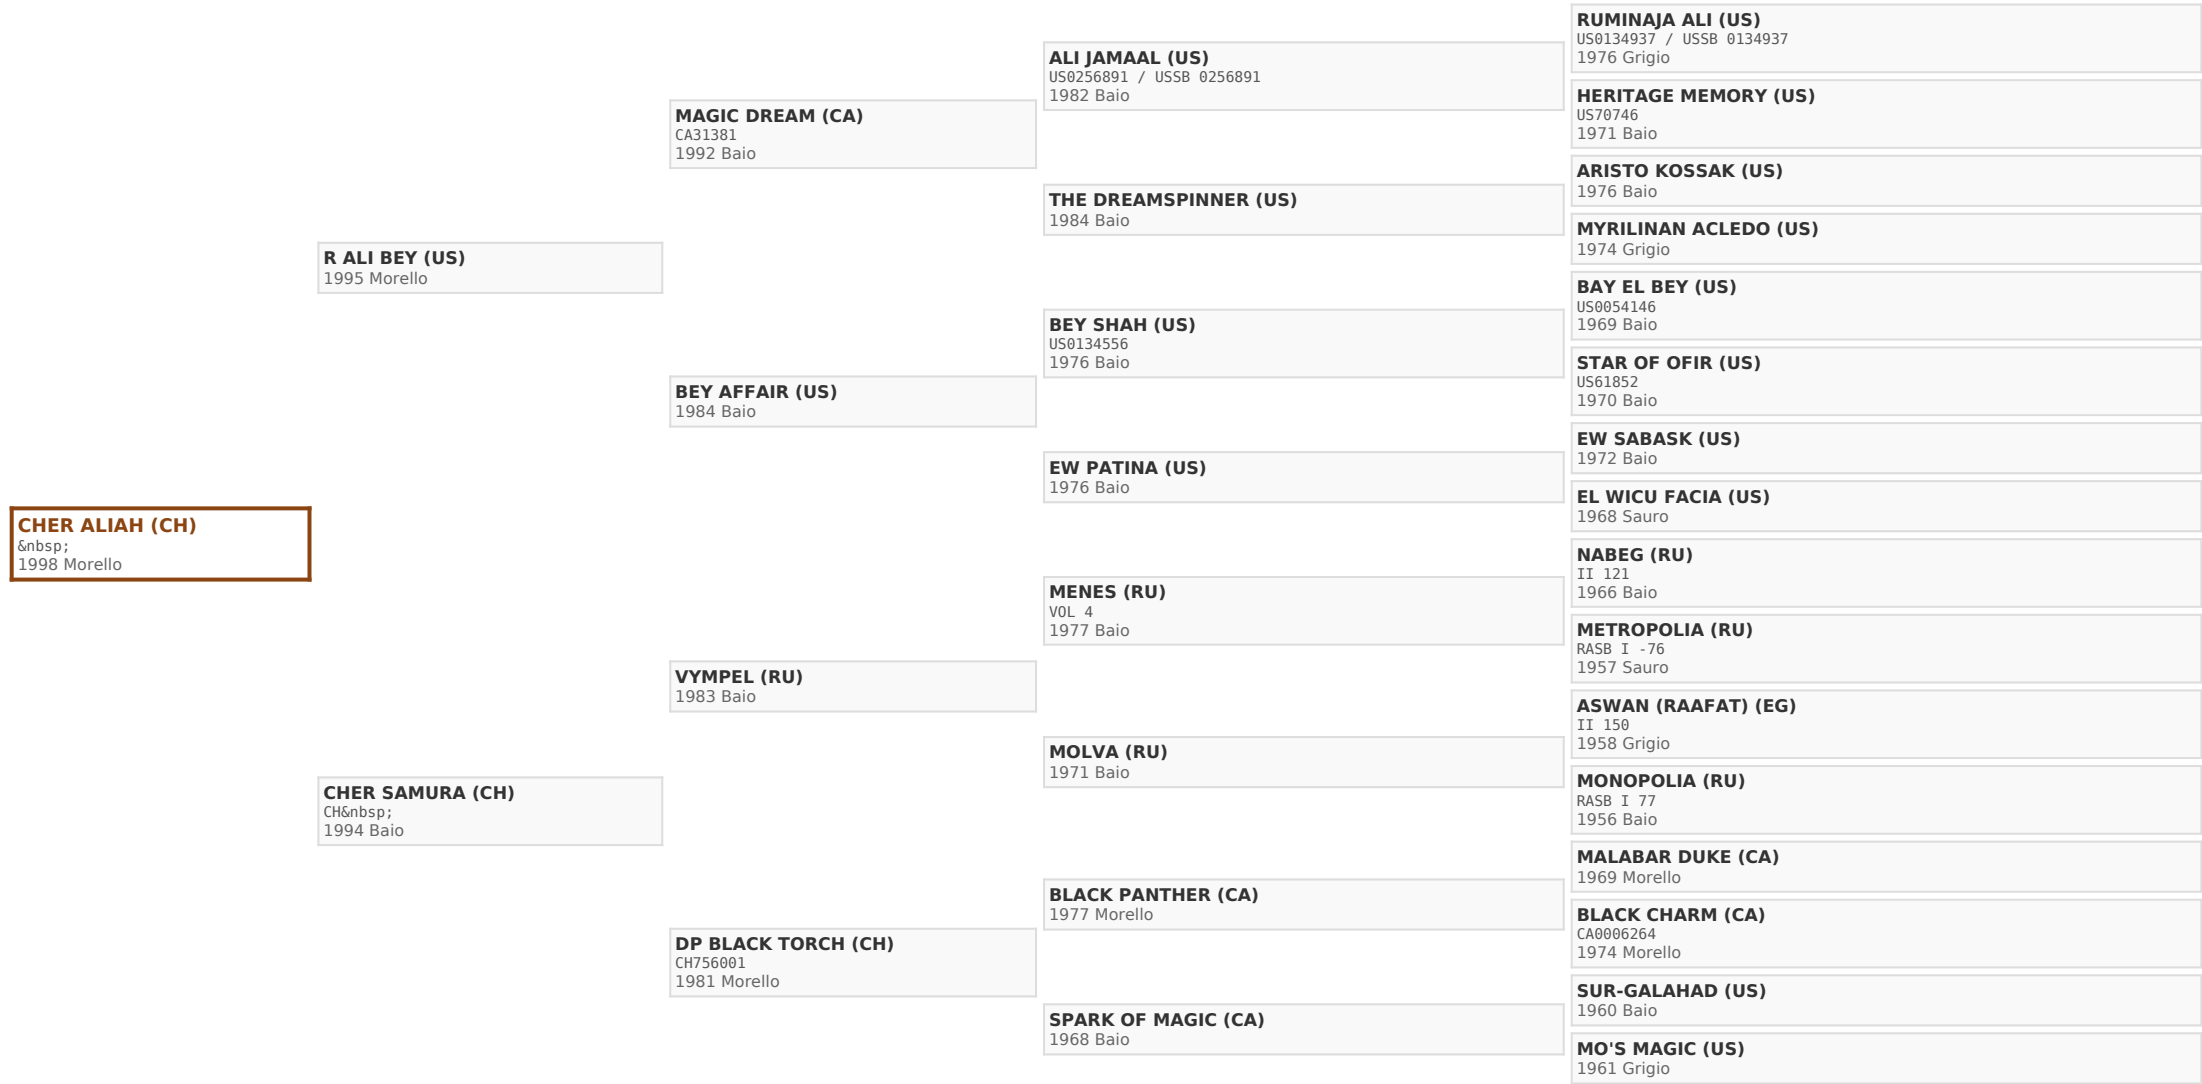 CHER ALIAH (CH)
&nbsp;
1998 Morello
R ALI BEY (US)
1995 Morello
CHER SAMURA (CH)
CH&nbsp;
1994 Baio
MAGIC DREAM (CA)
CA31381
1992 Baio
BEY AFFAIR (US)
1984 Baio
VYMPEL (RU)
1983 Baio
DP BLACK TORCH (CH)
CH756001
1981 Morello
ALI JAMAAL (US)
US0256891 / USSB 0256891
1982 Baio
THE DREAMSPINNER (US)
1984 Baio
BEY SHAH (US)
US0134556
1976 Baio
EW PATINA (US)
1976 Baio
MENES (RU)
VOL 4
1977 Baio
MOLVA (RU)
1971 Baio
BLACK PANTHER (CA)
1977 Morello
SPARK OF MAGIC (CA)
1968 Baio
RUMINAJA ALI (US)
US0134937 / USSB 0134937
1976 Grigio
HERITAGE MEMORY (US)
US70746
1971 Baio
ARISTO KOSSAK (US)
1976 Baio
MYRILINAN ACLEDO (US)
1974 Grigio
BAY EL BEY (US)
US0054146
1969 Baio
STAR OF OFIR (US)
US61852
1970 Baio
EW SABASK (US)
1972 Baio
EL WICU FACIA (US)
1968 Sauro
NABEG (RU)
II 121
1966 Baio
METROPOLIA (RU)
RASB I -76
1957 Sauro
ASWAN (RAAFAT) (EG)
II 150
1958 Grigio
MONOPOLIA (RU)
RASB I 77
1956 Baio
MALABAR DUKE (CA)
1969 Morello
BLACK CHARM (CA)
CA0006264
1974 Morello
SUR-GALAHAD (US)
1960 Baio
MO'S MAGIC (US)
1961 Grigio